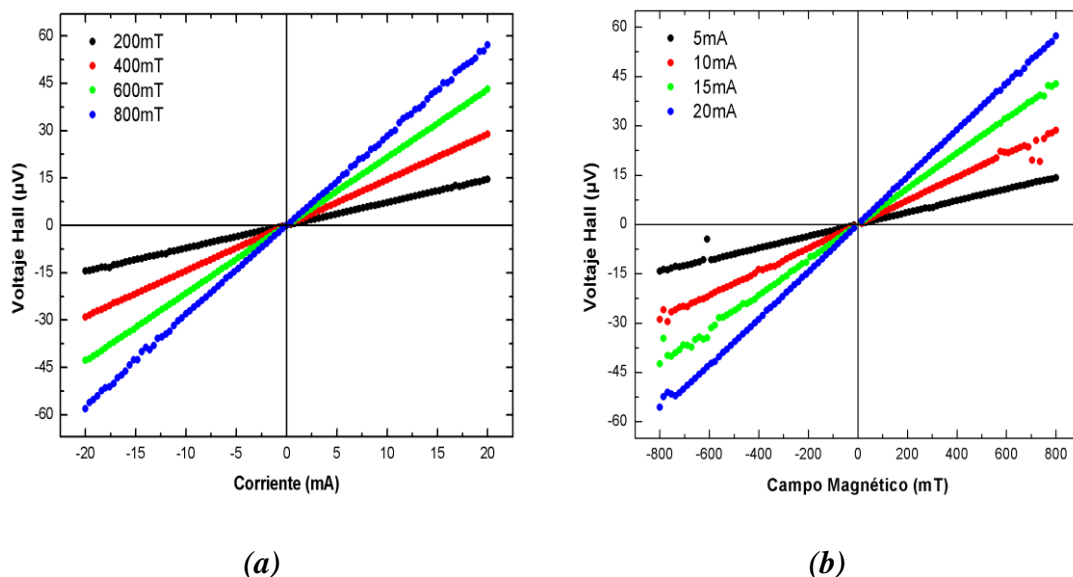 200mT
400mT
600mT
800mT
60
45
30
15
0
-15
-30
-45
-60
Voltaje Hall (µV)
-20
-15
-10
-5
0
5
10
15
20
Corriente (mA)
(a)
5mA
10mA
15mA
20mA
60
45
30
15
0
-15
-30
-45
-60
Voltaje Hall (µV)
-800
-600
-400
-200
0
200
400
600
800
Campo Magnético (mT)
(b)